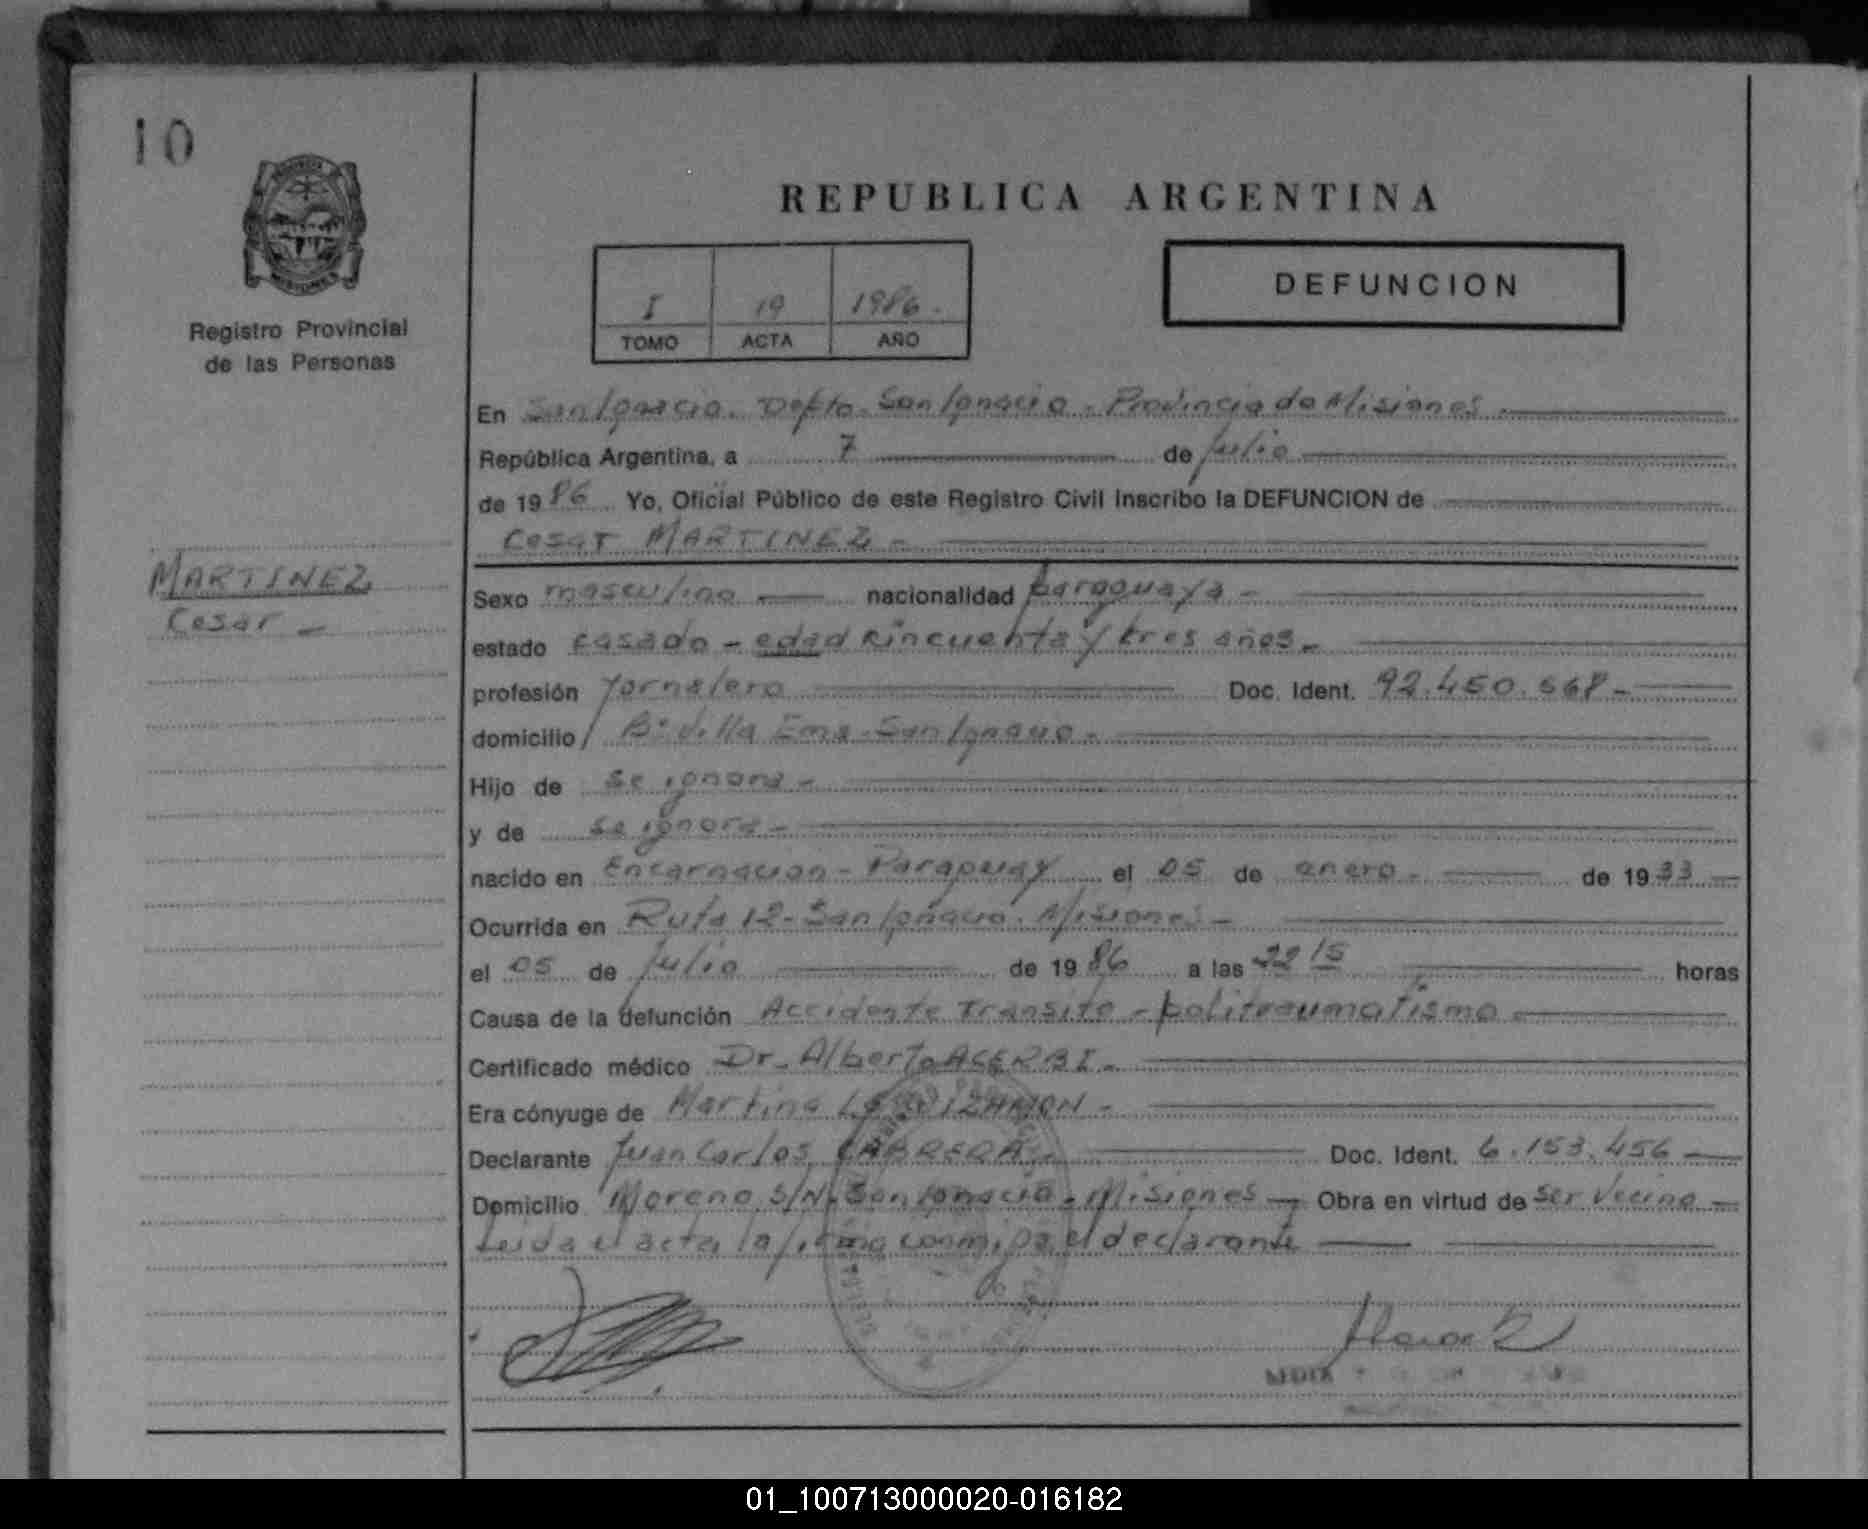 10
REPUBLICA ARGENTINA
I 19 1986.
TOMO ACTA AÑO
DEFUNCION
Registro Provincial
de las Personas
MARTINEZ
Cesar -
En San Ignacio. Depto. San Ignacio. Provincia de Misiones.
República Argentina, a 7 de julio
de 1986 Yo, Oficial Público de este Registro Civil inscribo la DEFUNCION de
Cesar MARTINEZ -
Sexo masculino nacionalidad paraguaya -
estado casado - edad cincuenta y tres años.-
profesión jornalero Doc. Ident. 92.450.568-
domicilio Bº Villa Ema - San Ignacio -
Hijo de se ignora -
y de se ignora -
nacido en Encarnacion - Paraguay el 05 de enero - de 1933
Ocurrida en Ruta 12 - San Ignacio. Misiones -
el 05 de julio de 1986 a las 22 15 horas
Causa de la defunción Accidente Transito - politraumatismo -
Certificado médico Dr. Alberto ACERBI -
Era cónyuge de Martina -
Declarante Juan Carlos CABRERA - Doc. Ident. 6.153.456
Domicilio Moreno S/N - San Ignacio - Misiones Obra en virtud de ser vecino -
Leida el acta la firma conmigo el declarante
01_100713000020-016182